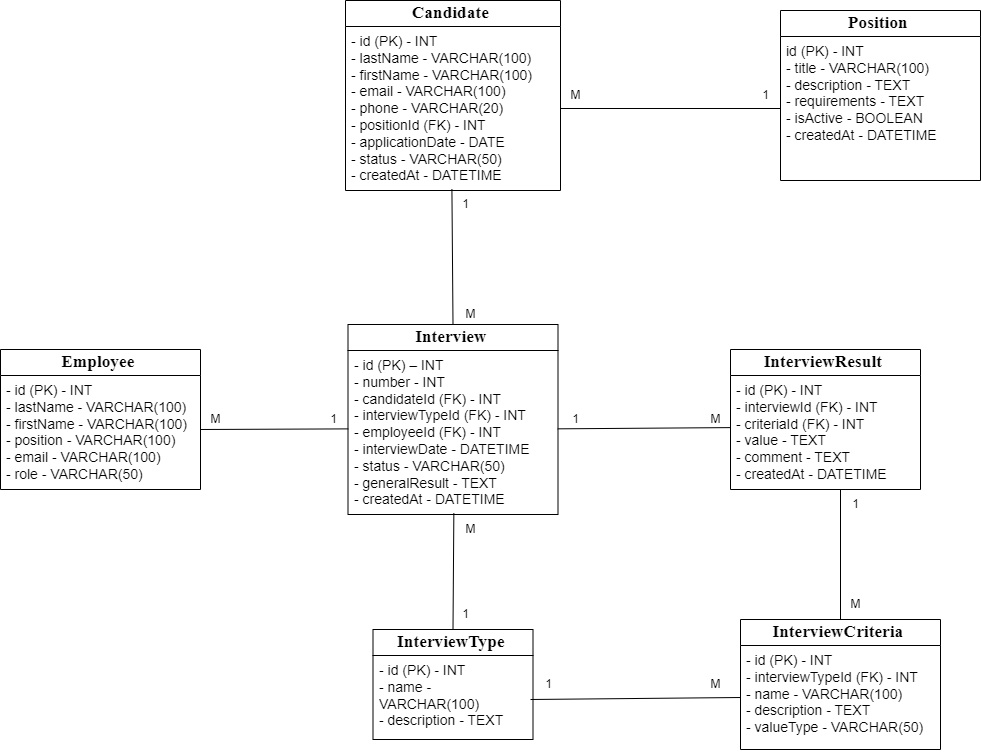 Candidate
- id (PK) - INT
- lastName - VARCHAR(100)
- firstName - VARCHAR(100)
- email - VARCHAR(100)
- phone - VARCHAR(20)
- positionId (FK) - INT
- applicationDate - DATE
- status - VARCHAR(50)
- createdAt - DATETIME
Position
id (PK) - INT
- title - VARCHAR(100)
- description - TEXT
- requirements - TEXT
- isActive - BOOLEAN
- createdAt - DATETIME
M
1
1
M
Employee
- id (PK) - INT
- lastName - VARCHAR(100)
- firstName - VARCHAR(100)
- position - VARCHAR(100)
- email - VARCHAR(100)
- role - VARCHAR(50)
M
1
Interview
- id (PK) – INT
- number - INT
- candidateId (FK) - INT
- interviewTypeId (FK) - INT
- employeeId (FK) - INT
- interviewDate - DATETIME
- status - VARCHAR(50)
- generalResult - TEXT
- createdAt - DATETIME
1
M
InterviewResult
- id (PK) - INT
- interviewId (FK) - INT
- criteriaId (FK) - INT
- value - TEXT
- comment - TEXT
- createdAt - DATETIME
M
1
1
M
InterviewType
- id (PK) - INT
- name -
VARCHAR(100)
- description - TEXT
1
M
InterviewCriteria
- id (PK) - INT
- interviewTypeId (FK) - INT
- name - VARCHAR(100)
- description - TEXT
- valueType - VARCHAR(50)